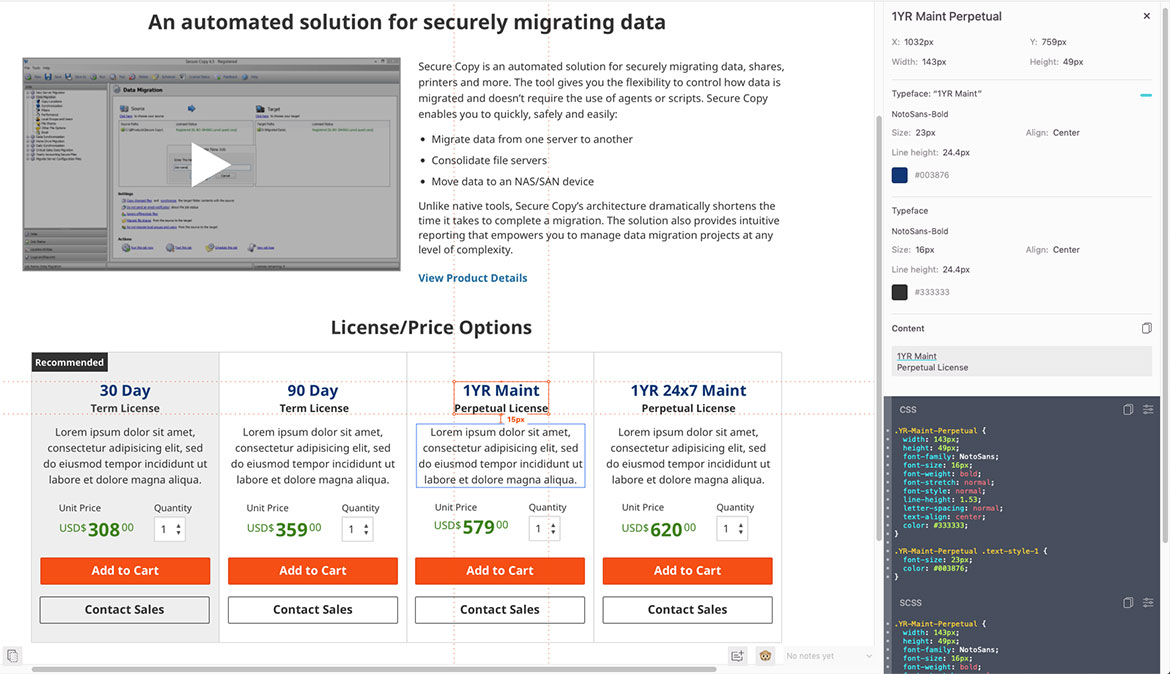 An automated solution for securely migrating data
Secure Copy 6.5 - Registered
Data Migration
Source
Target
Settings
Actions
Secure Copy is an automated solution for securely migrating data, shares,
printers and more. The tool gives you the flexibility to control how data is
migrated and doesn't require the use of agents or scripts. Secure Copy
enables you to quickly, safely and easily:
• Migrate data from one server to another
• Consolidate file servers
• Move data to an NAS/SAN device
Unlike native tools, Secure Copy's architecture dramatically shortens the
time it takes to complete a migration. The solution also provides intuitive
reporting that empowers you to manage data migration projects at any
level of complexity.
View Product Details
License/Price Options
Recommended
30 Day
Term License
Lorem ipsum dolor sit amet,
consectetur adipisicing elit, sed
do eiusmod tempor incididunt ut
labore et dolore magna aliqua.
Unit Price Quantity
USD$ 308 00 1
Add to Cart
Contact Sales
90 Day
Term License
Lorem ipsum dolor sit amet,
consectetur adipisicing elit, sed
do eiusmod tempor incididunt ut
labore et dolore magna aliqua.
Unit Price Quantity
USD$ 359 00 1
Add to Cart
Contact Sales
1YR Maint
Perpetual License
15px
Lorem ipsum dolor sit amet,
consectetur adipisicing elit, sed
do eiusmod tempor incididunt ut
labore et dolore magna aliqua.
Unit Price Quantity
USD$ 579 00 1
Add to Cart
Contact Sales
1YR 24x7 Maint
Perpetual License
Lorem ipsum dolor sit amet,
consectetur adipisicing elit, sed
do eiusmod tempor incididunt ut
labore et dolore magna aliqua.
Unit Price Quantity
USD$ 620 00 1
Add to Cart
Contact Sales
No notes yet
1YR Maint Perpetual
X: 1032px Y: 759px
Width: 143px Height: 49px
Typeface: "1YR Maint"
NotoSans-Bold
Size: 23px Align: Center
Line height: 24.4px
#003876
Typeface
NotoSans-Bold
Size: 16px Align: Center
Line height: 24.4px
#333333
Content
1YR Maint
Perpetual License
CSS
.YR-Maint-Perpetual {
width: 143px;
height: 49px;
font-family: NotoSans;
font-size: 16px;
font-weight: bold;
font-stretch: normal;
font-style: normal;
line-height: 1.53;
letter-spacing: normal;
text-align: center;
color: #333333;
}
.YR-Maint-Perpetual .text-style-1 {
font-size: 23px;
color: #003876;
}
SCSS
.YR-Maint-Perpetual {
width: 143px;
height: 49px;
font-family: NotoSans;
font-size: 16px;
font-weight: bold;